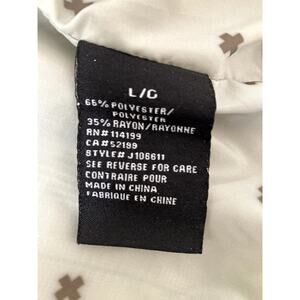 L/G
65% POLYESTER/
POLYESTER
35% RAYON/RAYONNE
RN# 114199
CA# 52199
STYLE# J106611
SEE REVERSE FOR CARE
CONTRAIRE POUR
MADE IN CHINA
FABRIQUE EN CHINE